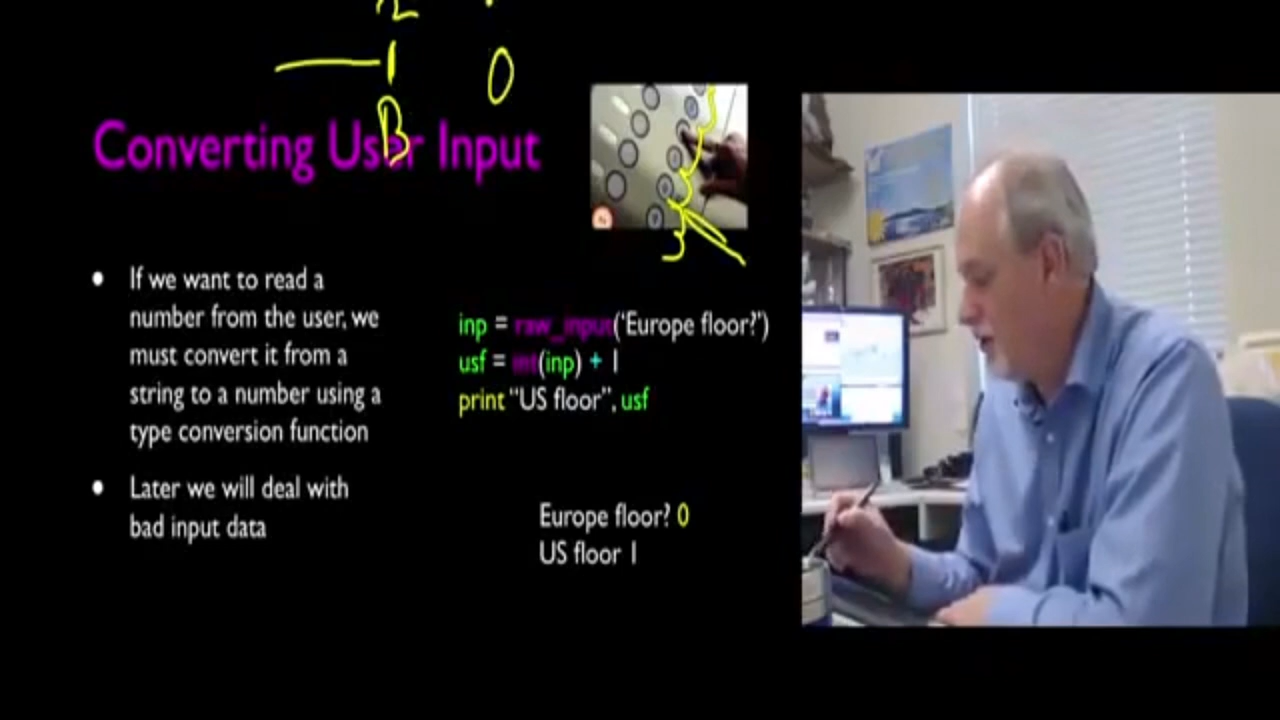 1 0
B
Converting User Input
• If we want to read a
number from the user, we
must convert it from a
string to a number using a
type conversion function
• Later we will deal with
bad input data
inp = raw_input(‘Europe floor?’)
usf = int(inp) + 1
print “US floor”, usf
Europe floor? 0
US floor 1